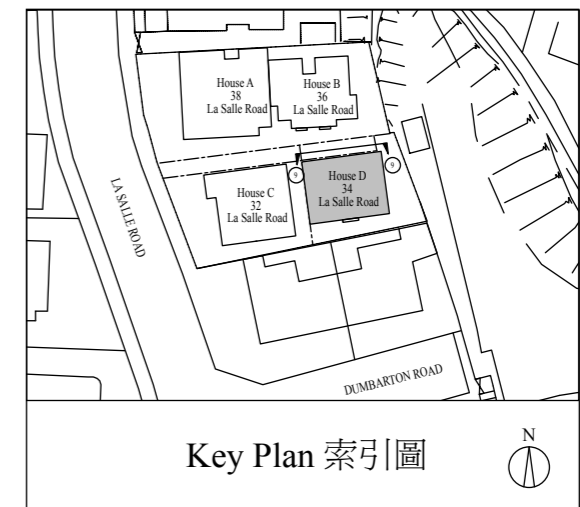 House A
38
La Salle Road
House B
36
La Salle Road
9
9
House C
32
La Salle Road
House D
34
La Salle Road
LA SALLE ROAD
DUMBARTON ROAD
Key Plan 索引圖
N